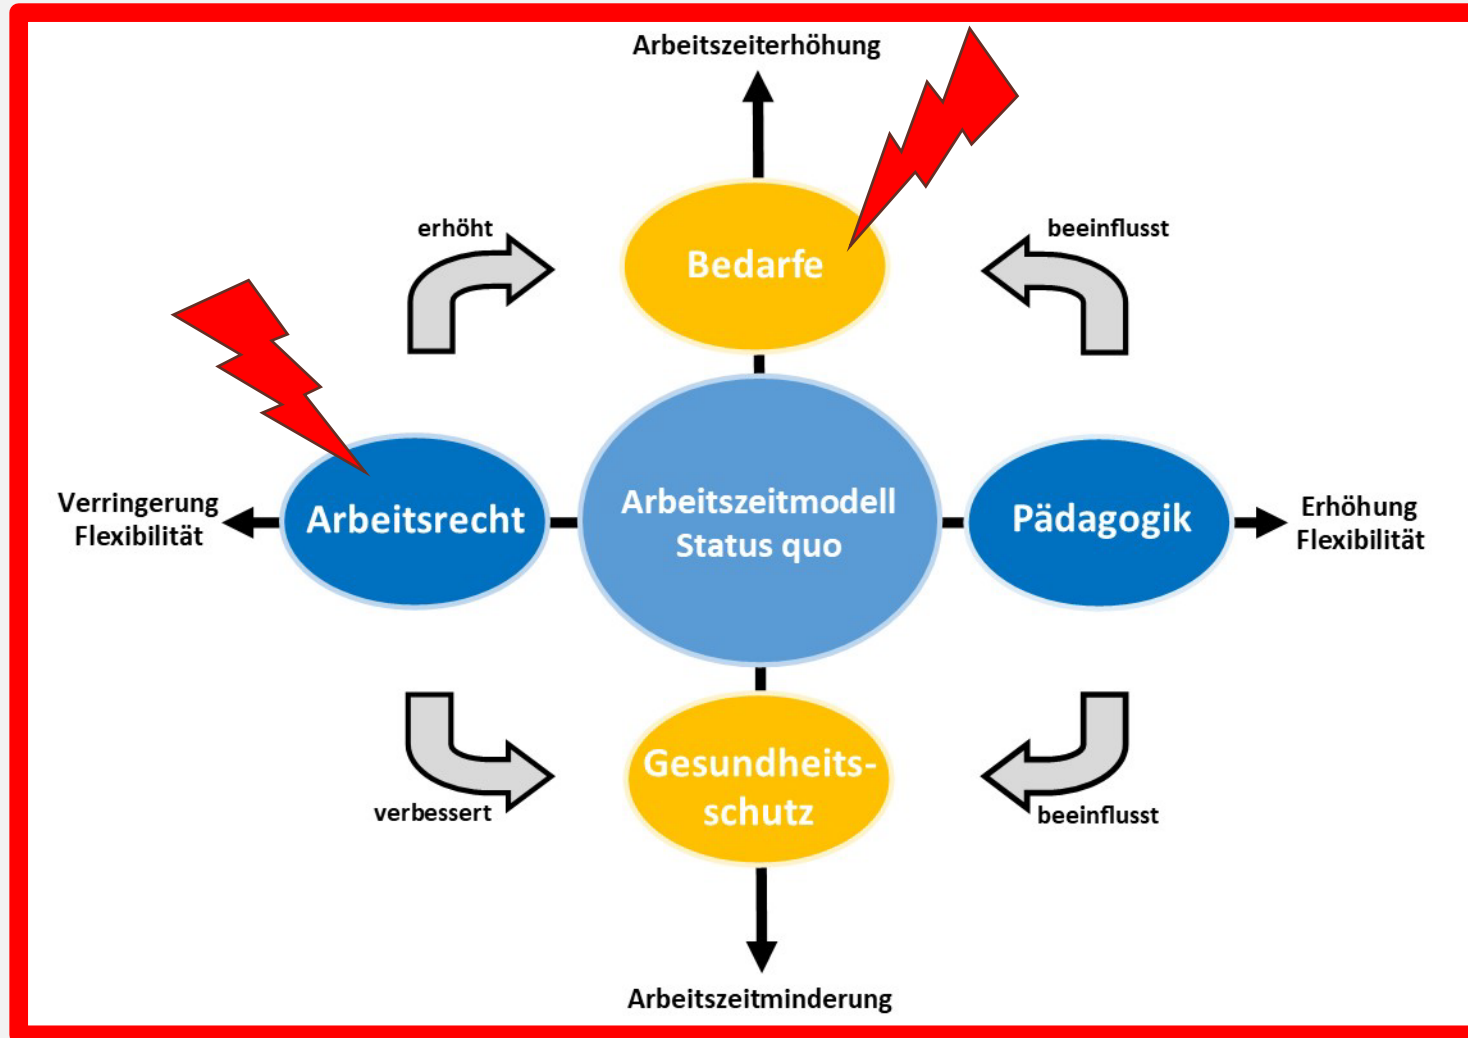 Arbeitszeiterhöhung
erhöht
beeinflusst
Bedarfe
Verringerung
Flexibilität
Arbeitsrecht
Arbeitszeitmodell
Status quo
Pädagogik
Erhöhung
Flexibilität
Gesundheits-
schutz
verbessert
beeinflusst
Arbeitszeitminderung